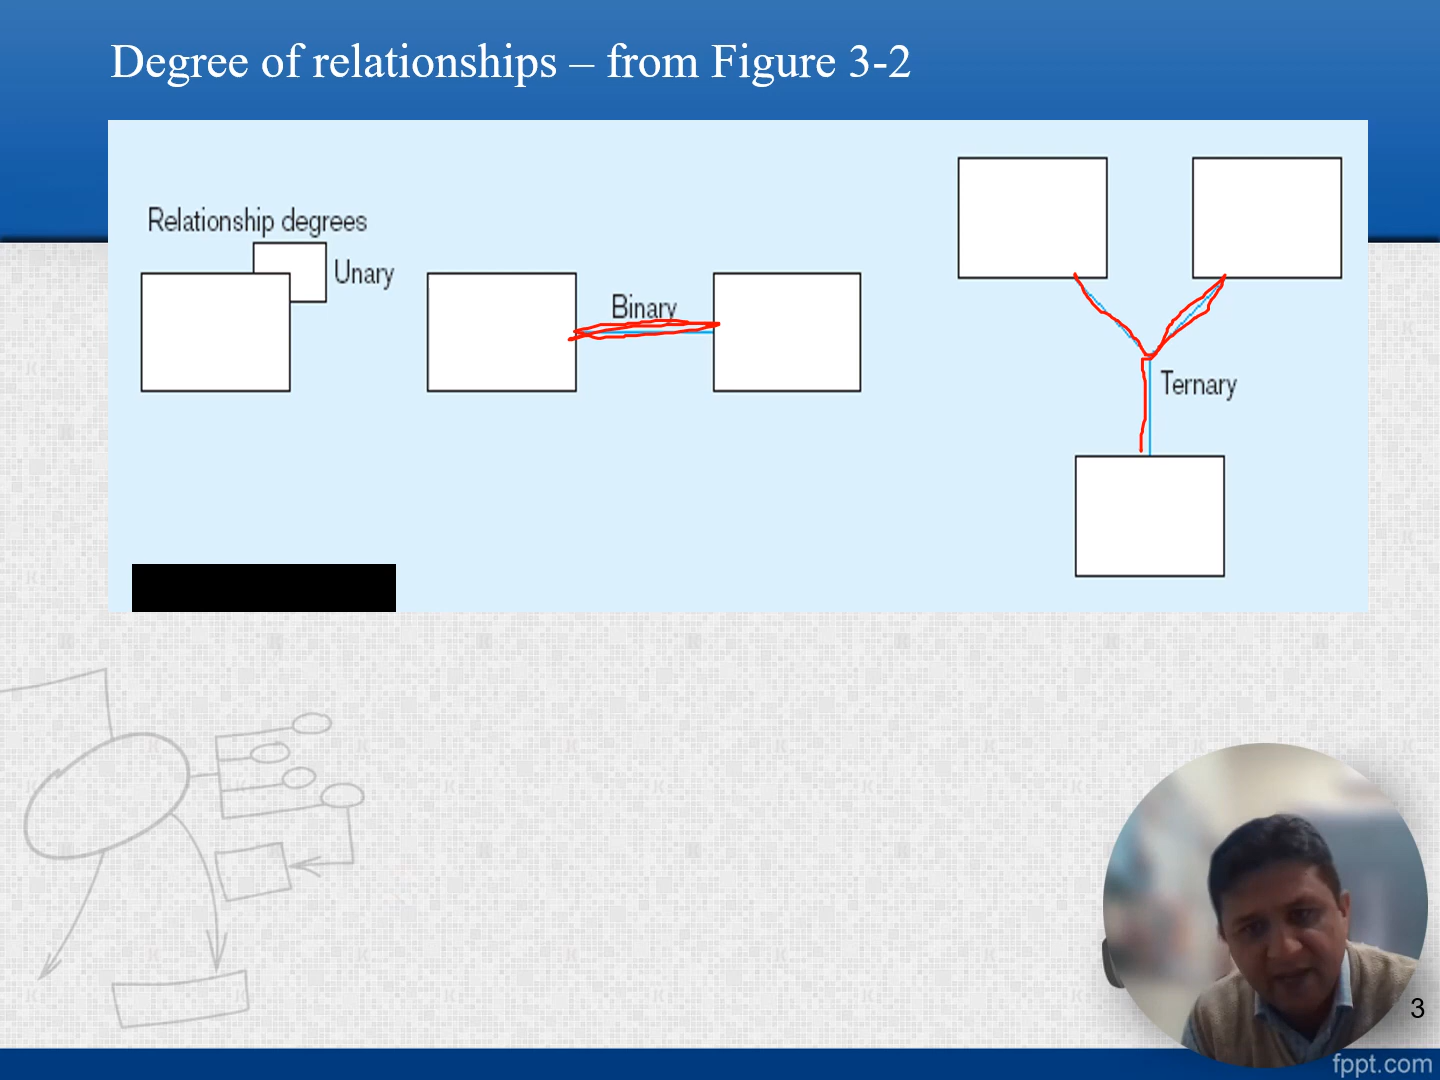 Degree of relationships – from Figure 3-2
Relationship degrees
Unary
Binary
Ternary
3
fppt.com